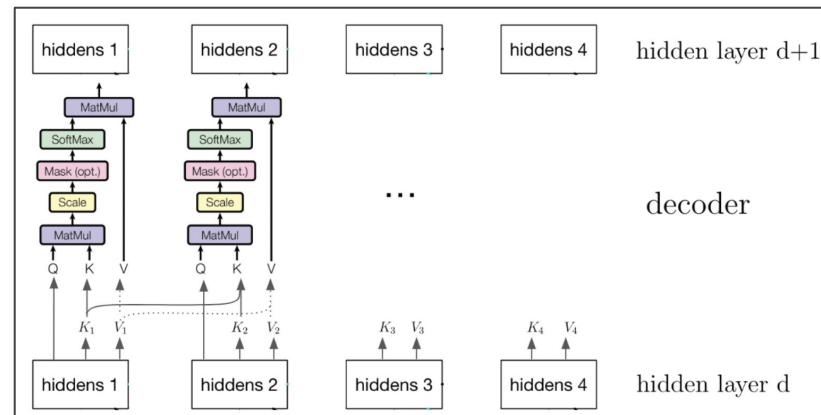 hiddens 1 hiddens 2 hiddens 3 hiddens 4 hidden layer d+1
MatMul MatMul
SoftMax SoftMax
Mask (opt.) Mask (opt.)
...
Scale Scale decoder
MatMul MatMul
Q K V Q K V
K₁ V₁ K₂ V₂ K₃ V₃ K₄ V₄
hiddens 1 hiddens 2 hiddens 3 hiddens 4 hidden layer d